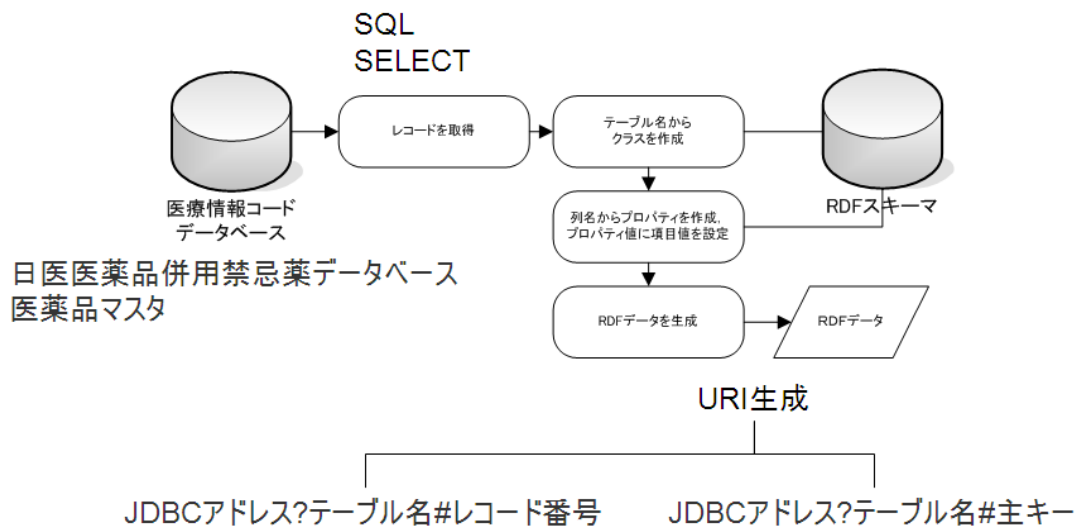 SQL
SELECT
レコードを取得
テーブル名から
クラスを作成
医療情報コード
データベース
RDFスキーマ
列名からプロパティを作成,
プロパティ値に項目値を設定
日医医薬品併用禁忌薬データベース
医薬品マスタ
RDFデータを生成
RDFデータ
URI生成
JDBCアドレス?テーブル名#レコード番号
JDBCアドレス?テーブル名#主キー